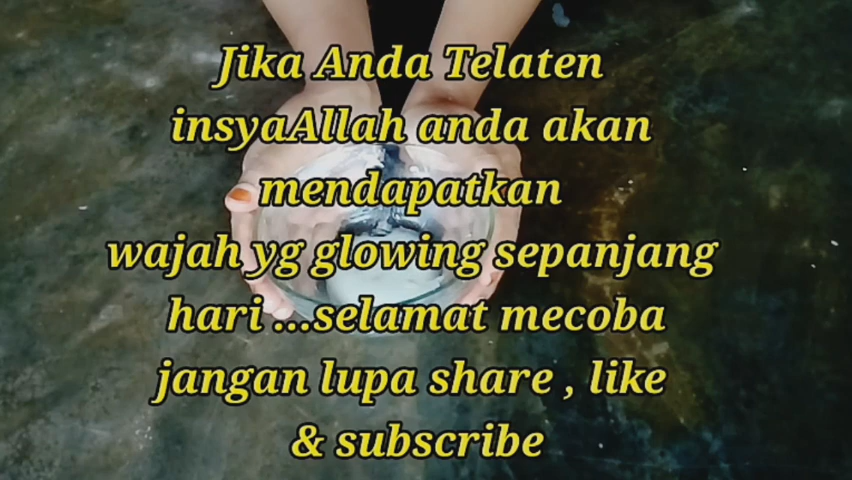 Jika Anda Telaten
insyaAllah anda akan
mendapatkan
wajah yg glowing sepanjang
hari ...selamat mecoba
jangan lupa share , like
& subscribe